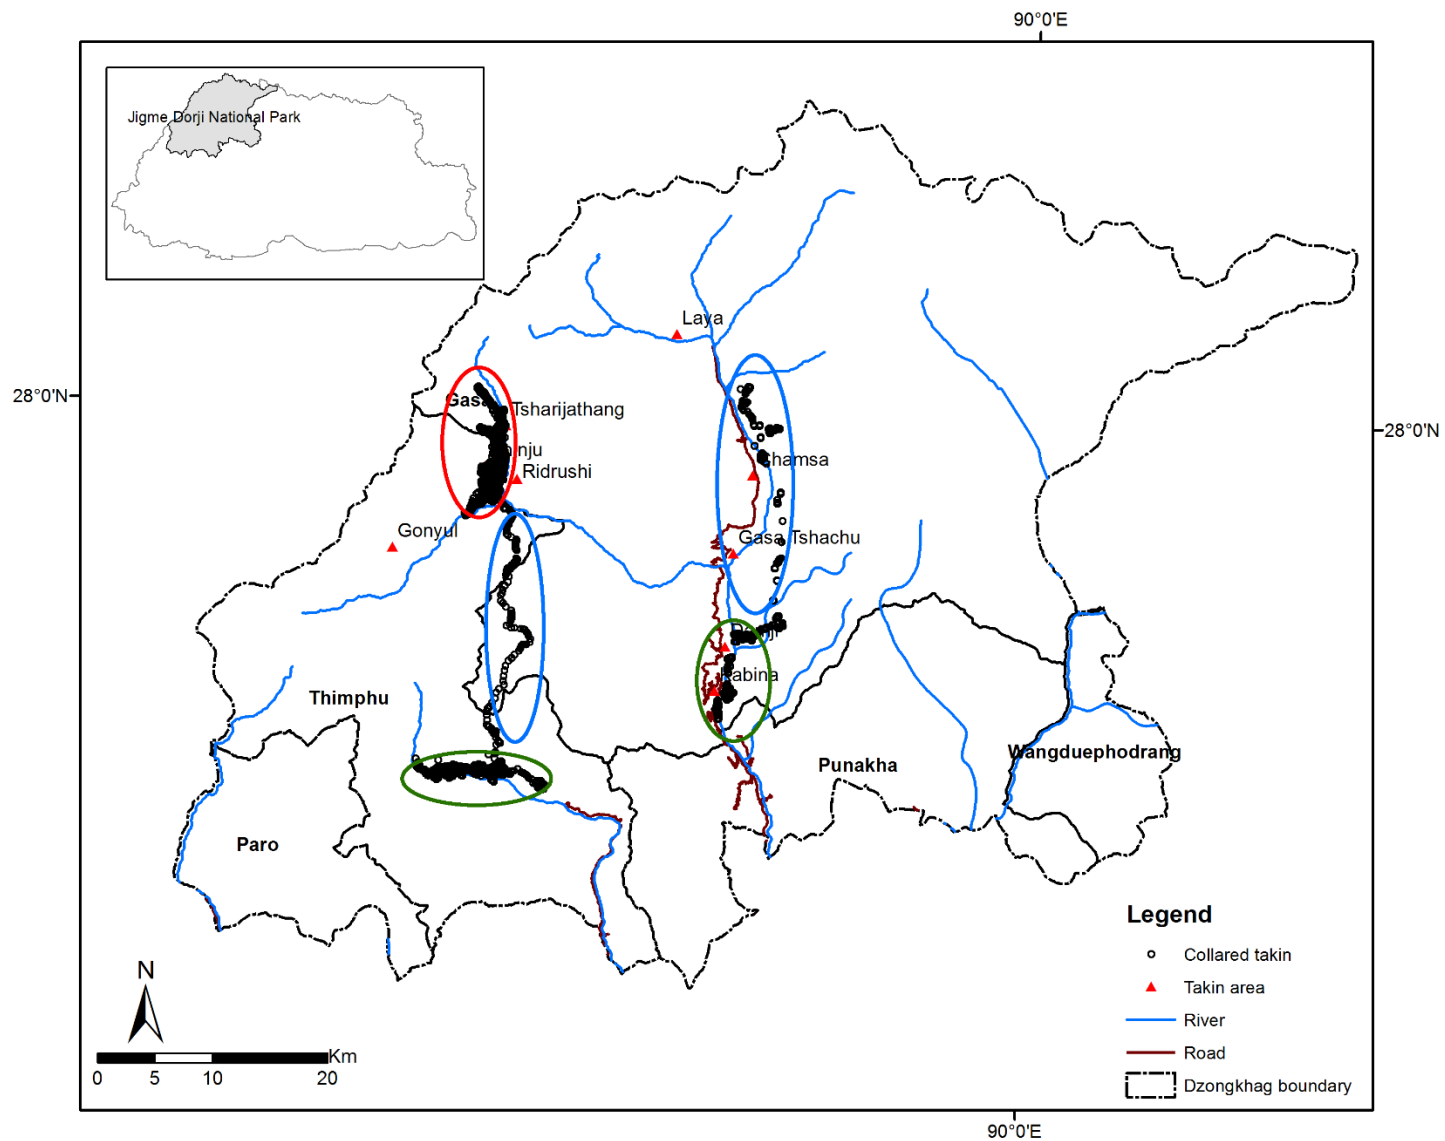 90°0'E
Jigme Dorji National Park
Laya
28°0'N
Gasa
Tsharijathang
28°0'N
Chamsa
Ridrushi
Gonyul
Gasa Tshachu
Thimphu
Wangduephodrang
Punakha
Paro
Legend
Collared takin
Takin area
River
Road
Dzongkhag boundary
N
Km
0 5 10 20
90°0'E